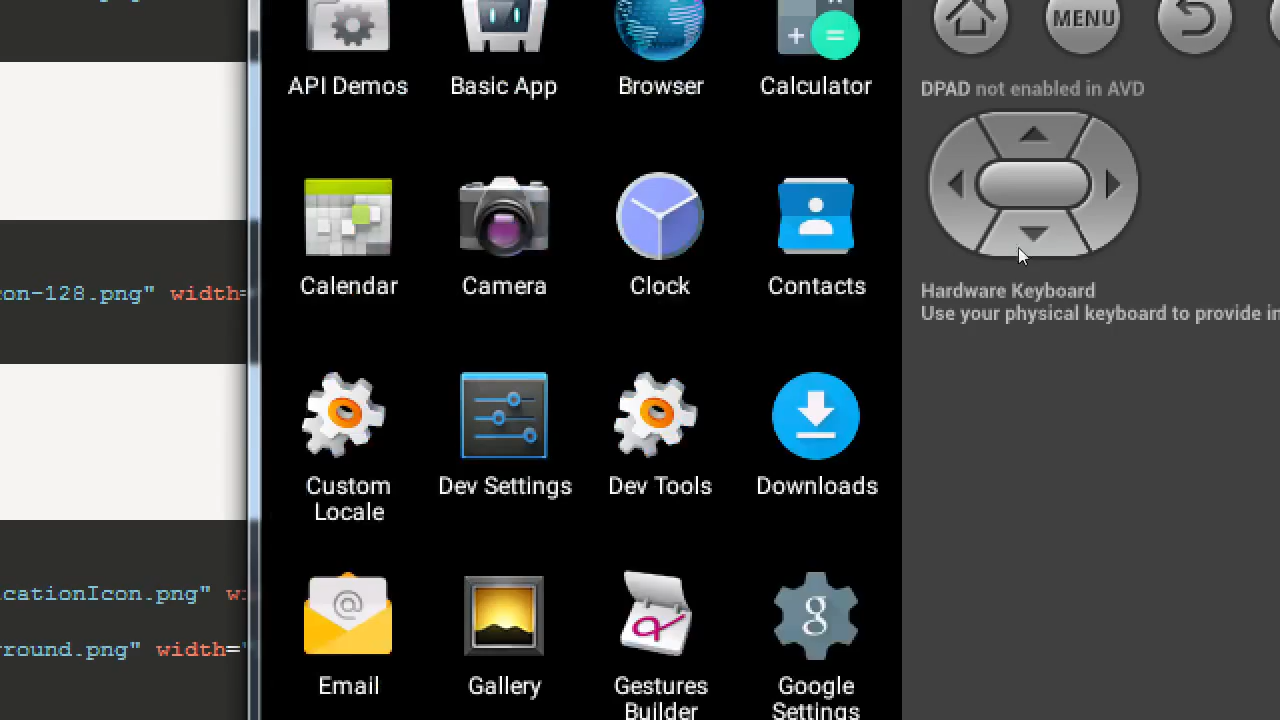 MENU
API Demos
Basic App
Browser
Calculator
DPAD not enabled in AVD
Calendar
Camera
Clock
Contacts
con-128.png" width=
Hardware Keyboard
Use your physical keyboard to provide in
Custom
Locale
Dev Settings
Dev Tools
Downloads
cationIcon.png" wi
round.png" width="
Email
Gallery
Gestures
Builder
Google
Settings